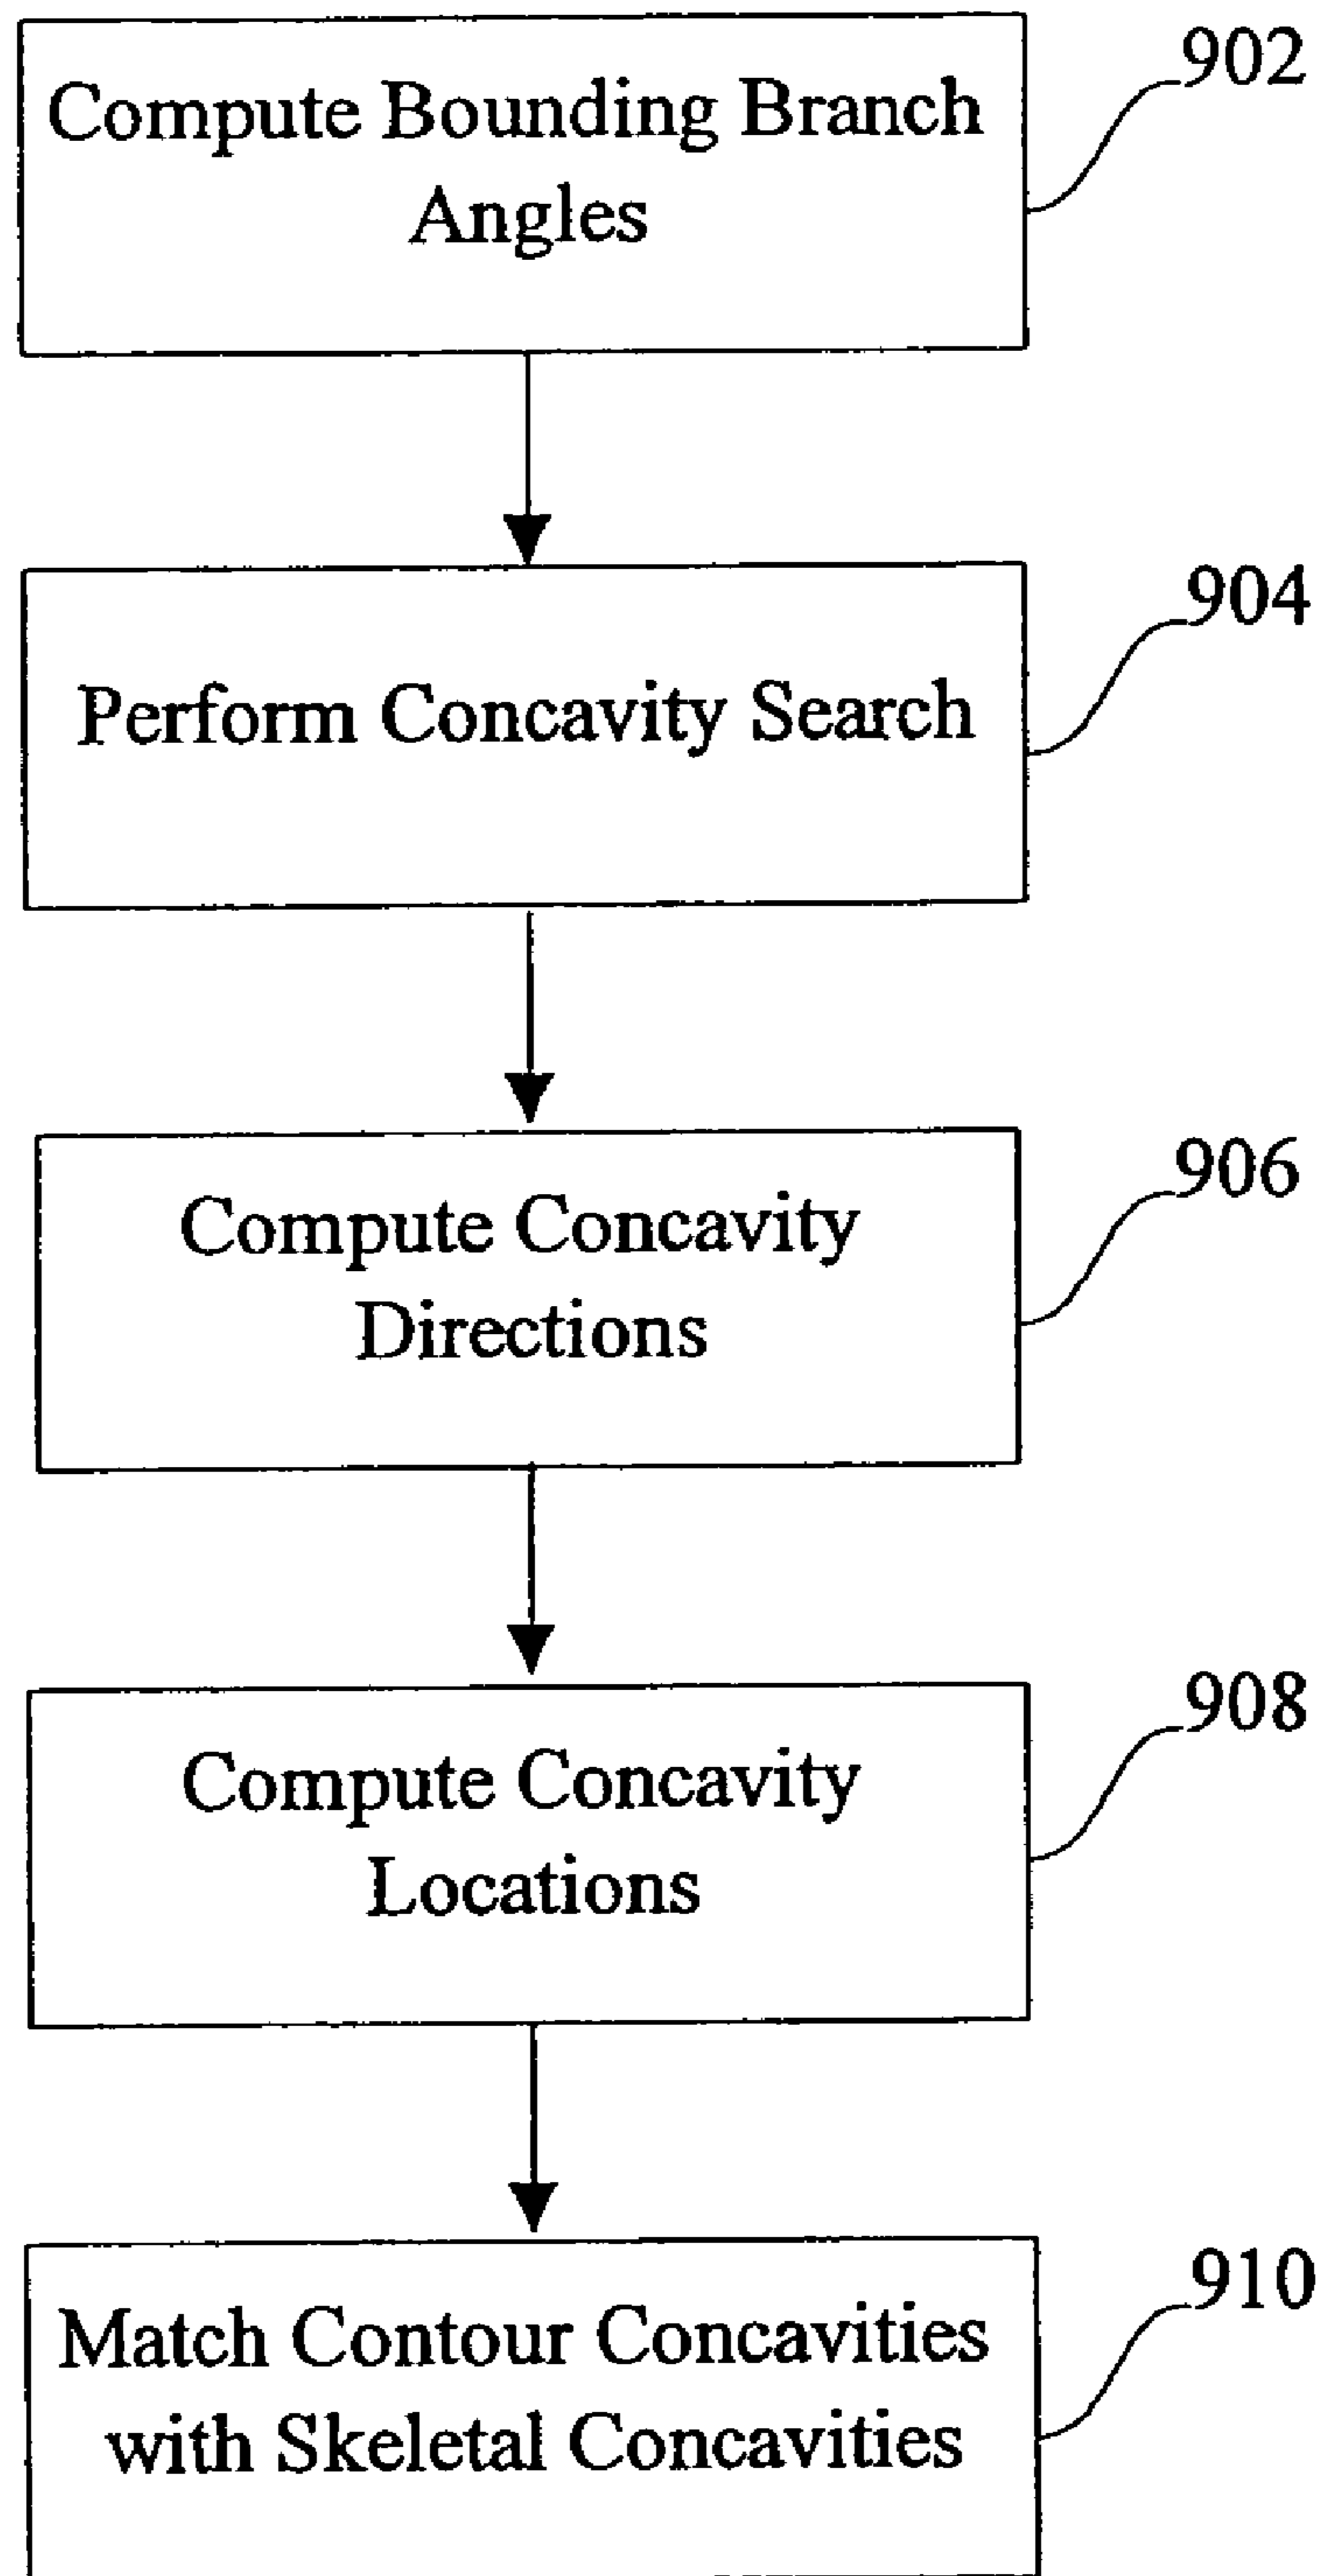 902
Compute Bounding Branch
Angles
904
Perform Concavity Search
906
Compute Concavity
Directions
908
Compute Concavity
Locations
910
Match Contour Concavities
with Skeletal Concavities